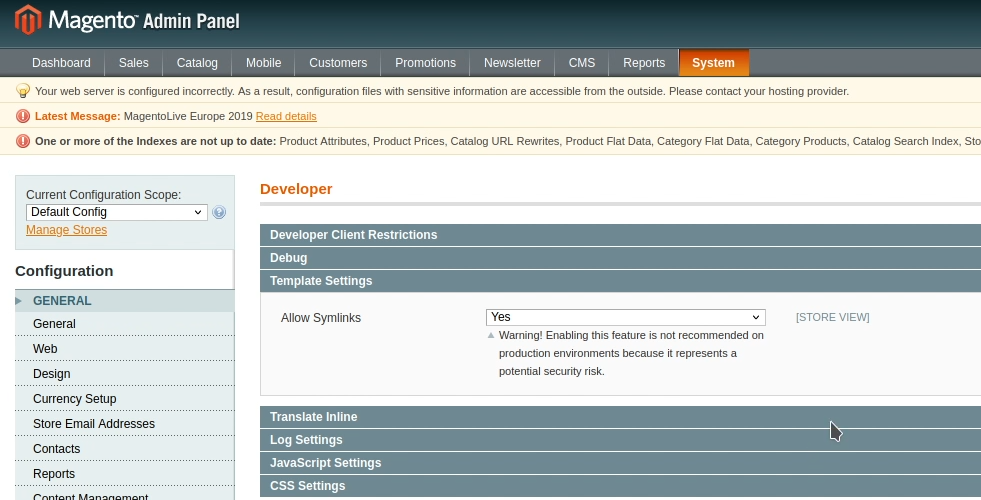 Magento™ Admin Panel
Dashboard Sales Catalog Mobile Customers Promotions Newsletter CMS Reports System
Your web server is configured incorrectly. As a result, configuration files with sensitive information are accessible from the outside. Please contact your hosting provider.
Latest Message: MagentoLive Europe 2019 Read details
One or more of the Indexes are not up to date: Product Attributes, Product Prices, Catalog URL Rewrites, Product Flat Data, Category Flat Data, Category Products, Catalog Search Index, Sto
Current Configuration Scope:
Default Config
Manage Stores
Configuration
GENERAL
General
Web
Design
Currency Setup
Store Email Addresses
Contacts
Reports
Content Management
Developer
Developer Client Restrictions
Debug
Template Settings
Allow Symlinks Yes [STORE VIEW]
Warning! Enabling this feature is not recommended on
production environments because it represents a
potential security risk.
Translate Inline
Log Settings
JavaScript Settings
CSS Settings